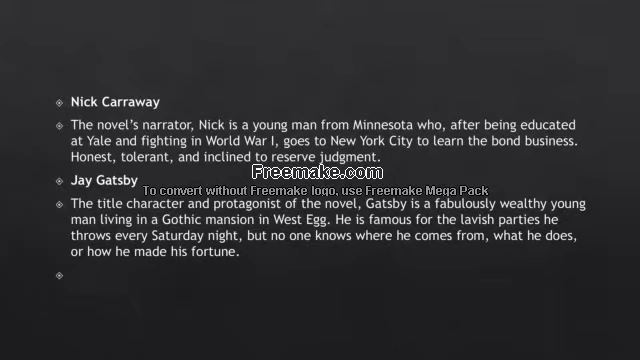 Nick Carraway
The novel's narrator, Nick is a young man from Minnesota who, after being educated
at Yale and fighting in World War I, goes to New York City to learn the bond business.
Honest, tolerant, and inclined to reserve judgment.
Freemake.com
Jay Gatsby
To convert without Freemake logo, use Freemake Mega Pack
The title character and protagonist of the novel, Gatsby is a fabulously wealthy young
man living in a Gothic mansion in West Egg. He is famous for the lavish parties he
throws every Saturday night, but no one knows where he comes from, what he does,
or how he made his fortune.